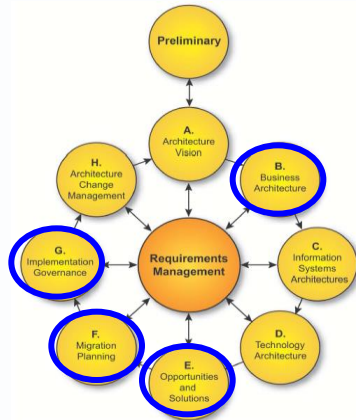 Preliminary
A.
Architecture
Vision
H.
Architecture
Change
Management
B.
Business
Architecture
G.
Implementation
Governance
Requirements
Management
C.
Information
Systems
Architectures
F.
Migration
Planning
D.
Technology
Architecture
E.
Opportunities
and
Solutions